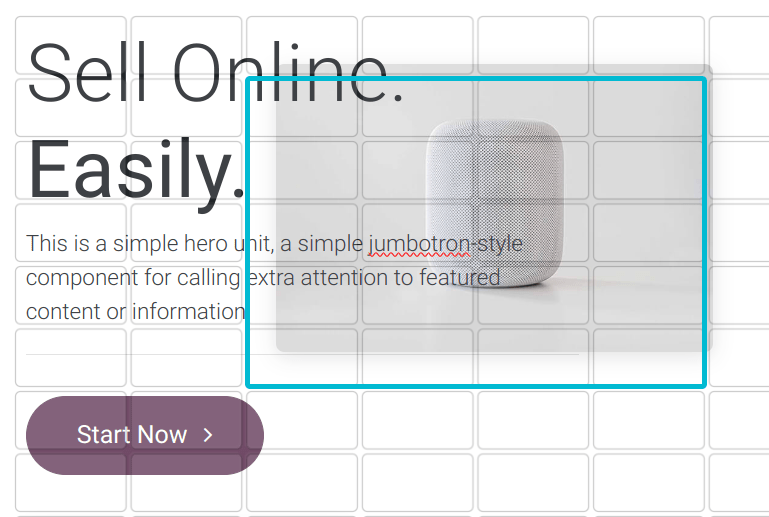 Sell Online.
Easily.
This is a simple hero unit, a simple jumbotron-style
component for calling extra attention to featured
content or information
Start Now